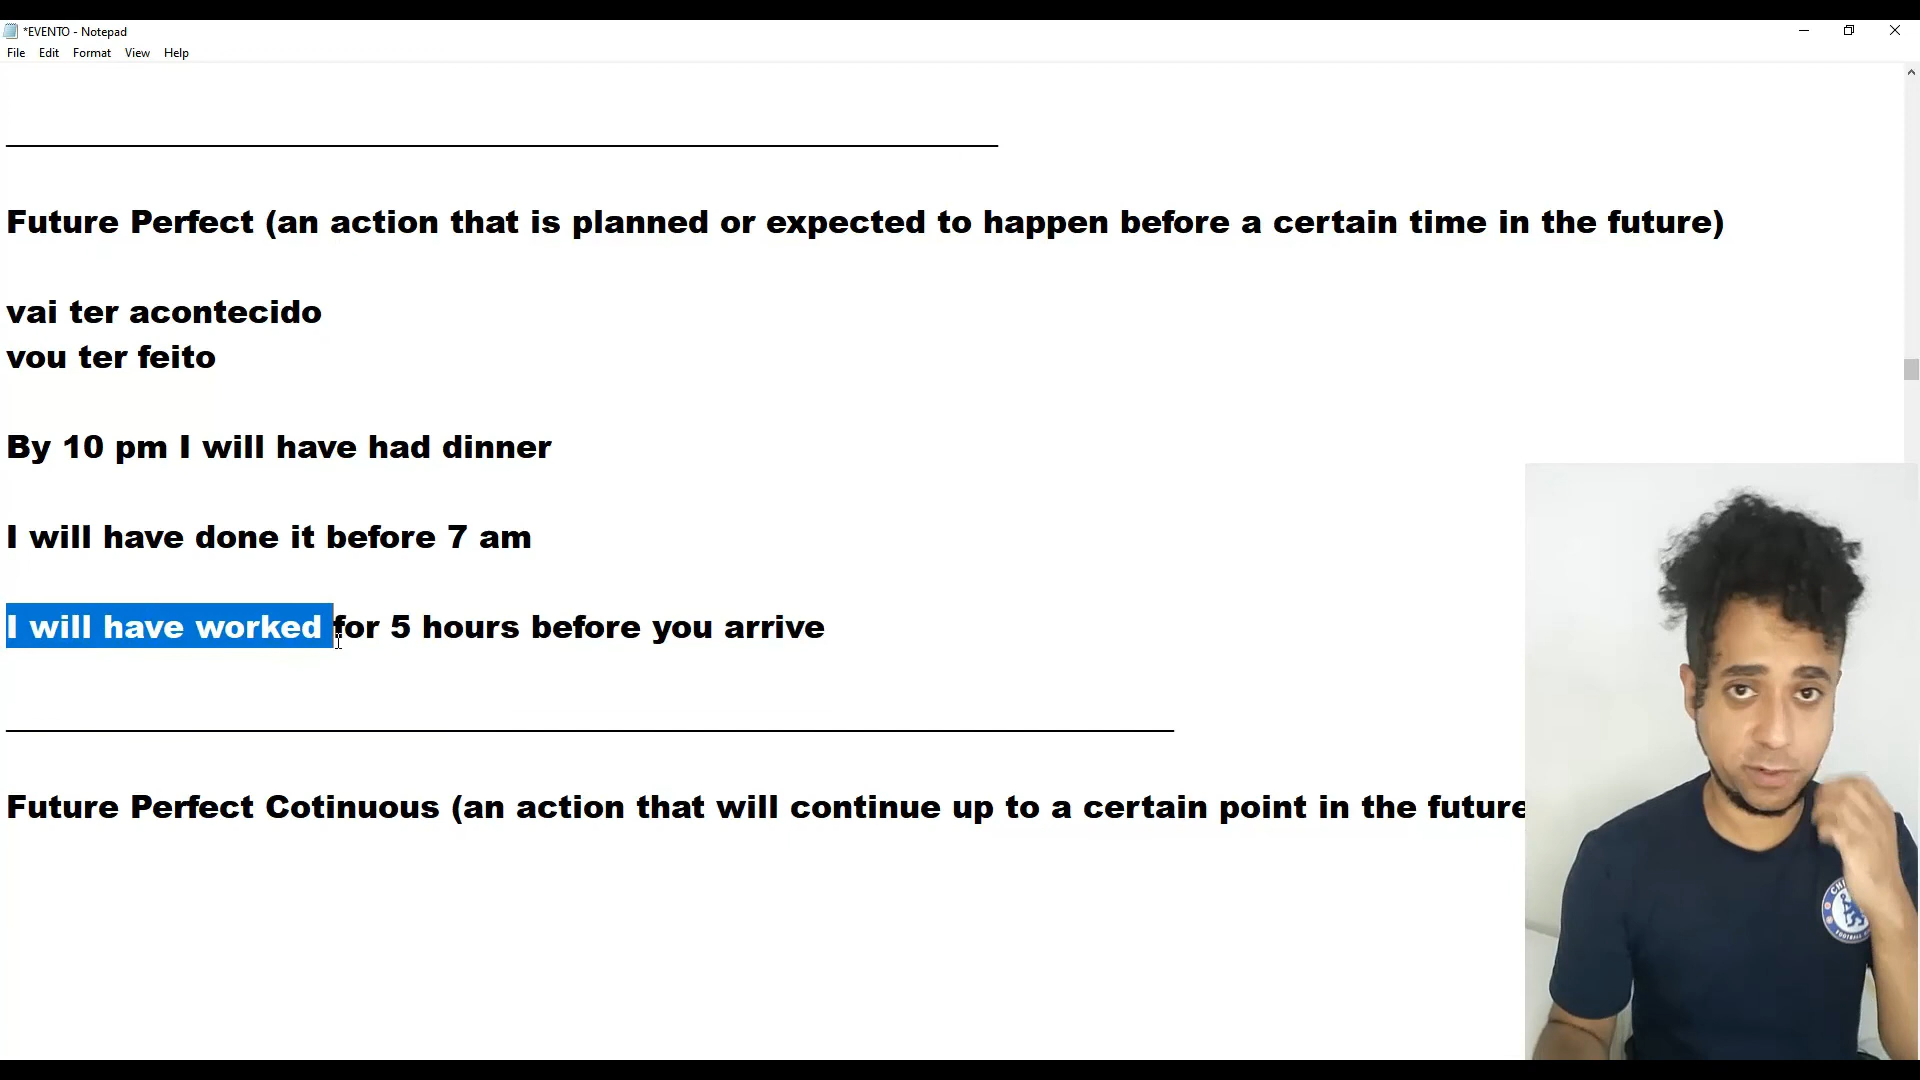 *EVENTO - Notepad
File Edit Format View Help
Future Perfect (an action that is planned or expected to happen before a certain time in the future)
vai ter acontecido
vou ter feito
By 10 pm I will have had dinner
I will have done it before 7 am
I will have worked for 5 hours before you arrive
Future Perfect Cotinuous (an action that will continue up to a certain point in the future